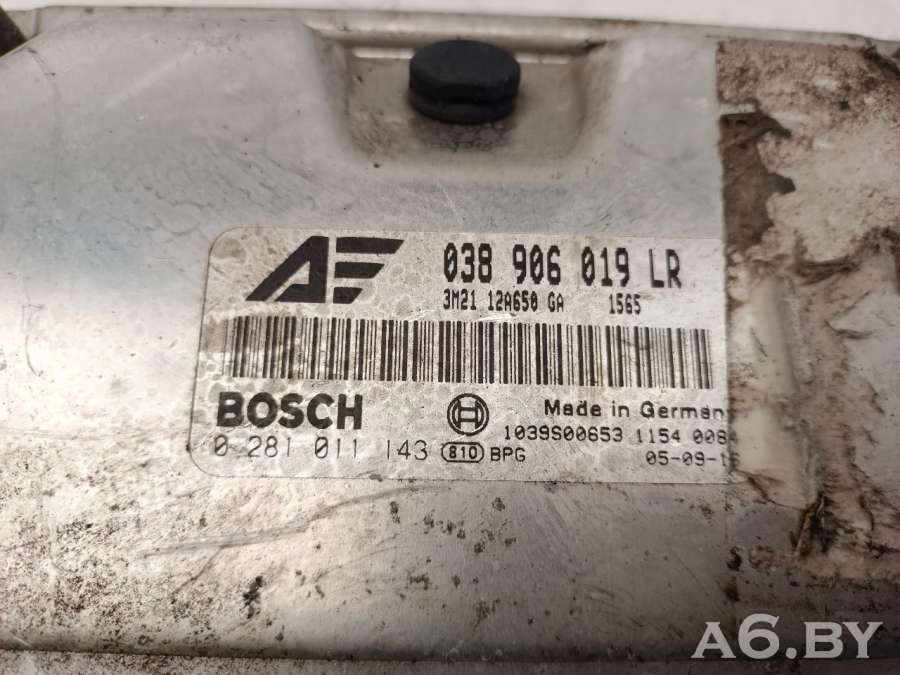 AF
038 906 019 LR
3M21 12A650 GA 1565
BOSCH
Made in German
0 281 011 143
810
BPG
1039S00653 1154 008
05-09-1
A6.BY